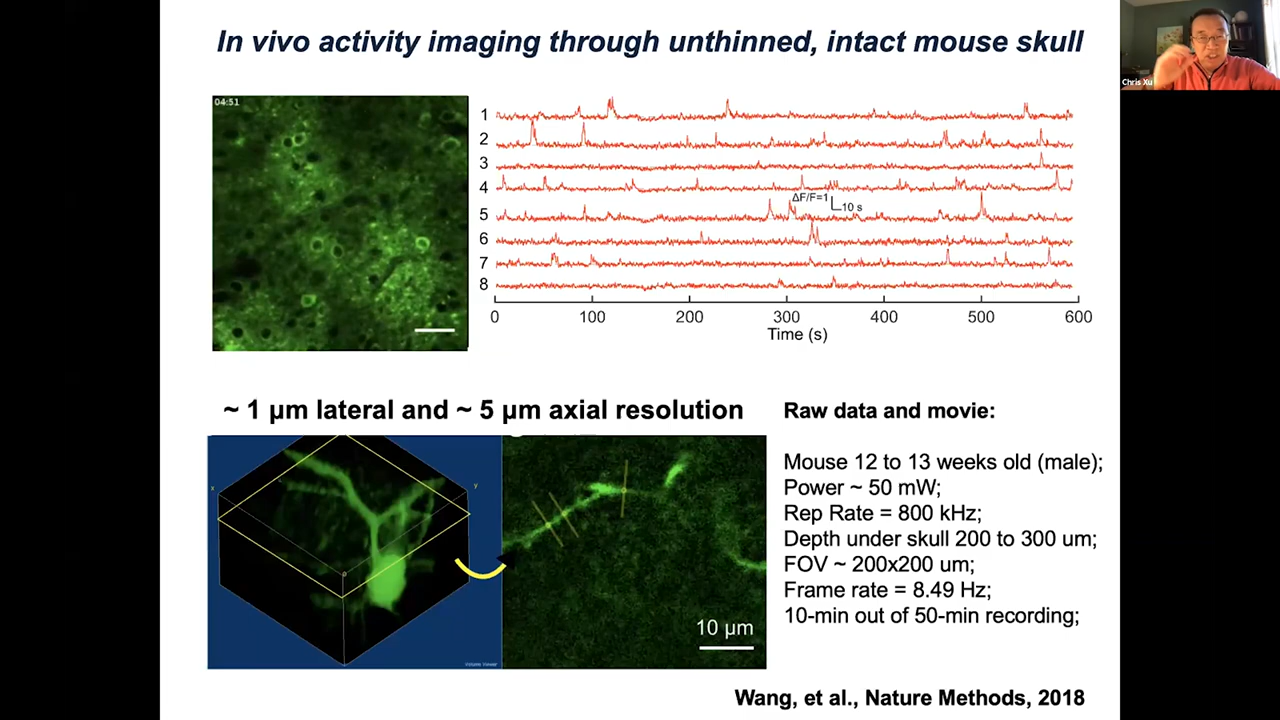 In vivo activity imaging through unthinned, intact mouse skull
Chris Xu
04:51
1
2
3
4
5
6
7
8
ΔF/F=1
10 s
0 100 200 300 400 500 600
Time (s)
~ 1 μm lateral and ~ 5 μm axial resolution
x
y
10 μm
Raw data and movie:
Mouse 12 to 13 weeks old (male);
Power ~ 50 mW;
Rep Rate = 800 kHz;
Depth under skull 200 to 300 um;
FOV ~ 200x200 um;
Frame rate = 8.49 Hz;
10-min out of 50-min recording;
Wang, et al., Nature Methods, 2018